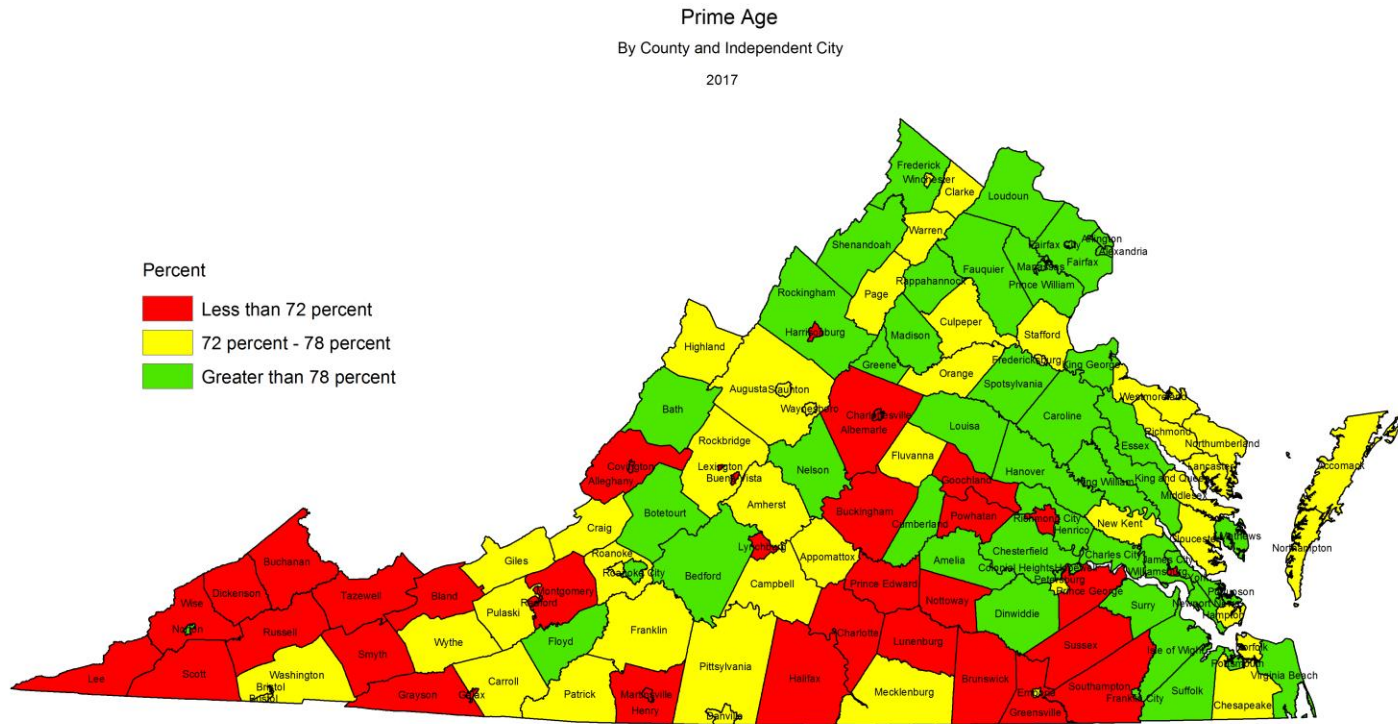 Prime Age
By County and Independent City
2017
Percent
Less than 72 percent
72 percent - 78 percent
Greater than 78 percent
Frederick
Winchester
Clarke
Loudoun
Warren
Shenandoah
Fairfax City
Arlington
Alexandria
Fairfax
Manassas
Fauquier
Rappahannock
Prince William
Rockingham
Page
Culpeper
Stafford
Madison
Harrisonburg
Highland
Greene
Orange
Fredericksburg
King George
Spotsylvania
Augusta
Staunton
Waynesboro
Westmoreland
Bath
Charlottesville
Albemarle
Louisa
Caroline
Richmond
Northumberland
Essex
Rockbridge
Lexington
Buena Vista
Nelson
Fluvanna
Hanover
Lancaster
Accomack
Covington
Alleghany
Goochland
King William
King and Queen
Middlesex
Botetourt
Amherst
Buckingham
Cumberland
Powhatan
Richmond City
Henrico
New Kent
Gloucester
Mathews
Northampton
Craig
Roanoke
Roanoke City
Giles
Lynchburg
Appomattox
Amelia
Chesterfield
Charles City
James City
Williamsburg
York
Colonial Heights
Hopewell
Petersburg
Prince George
Bedford
Campbell
Prince Edward
Nottoway
Dinwiddie
Surry
Poquoson
Newport News
Hampton
Buchanan
Dickenson
Wise
Norton
Tazewell
Bland
Montgomery
Radford
Pulaski
Floyd
Franklin
Charlotte
Lunenburg
Sussex
Isle of Wight
Norfolk
Portsmouth
Virginia Beach
Russell
Smyth
Wythe
Pittsylvania
Lee
Scott
Washington
Bristol
Bristol
Grayson
Galax
Carroll
Patrick
Martinsville
Henry
Danville
Halifax
Mecklenburg
Brunswick
Emporia
Greensville
Southampton
Franklin City
Suffolk
Chesapeake